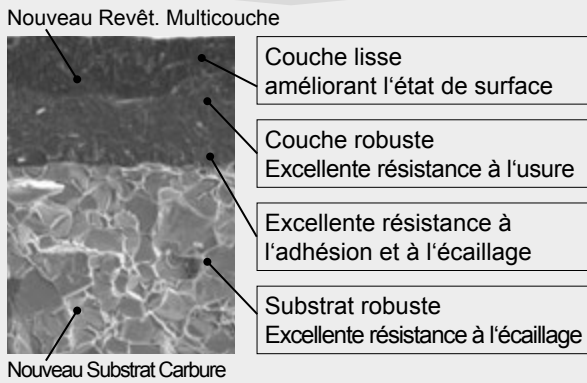 Nouveau Revêt. Multicouche
Couche lisse
améliorant l‘état de surface
Couche robuste
Excellente résistance à l‘usure
Excellente résistance à
l‘adhésion et à l‘écaillage
Substrat robuste
Excellente résistance à l‘écaillage
Nouveau Substrat Carbure